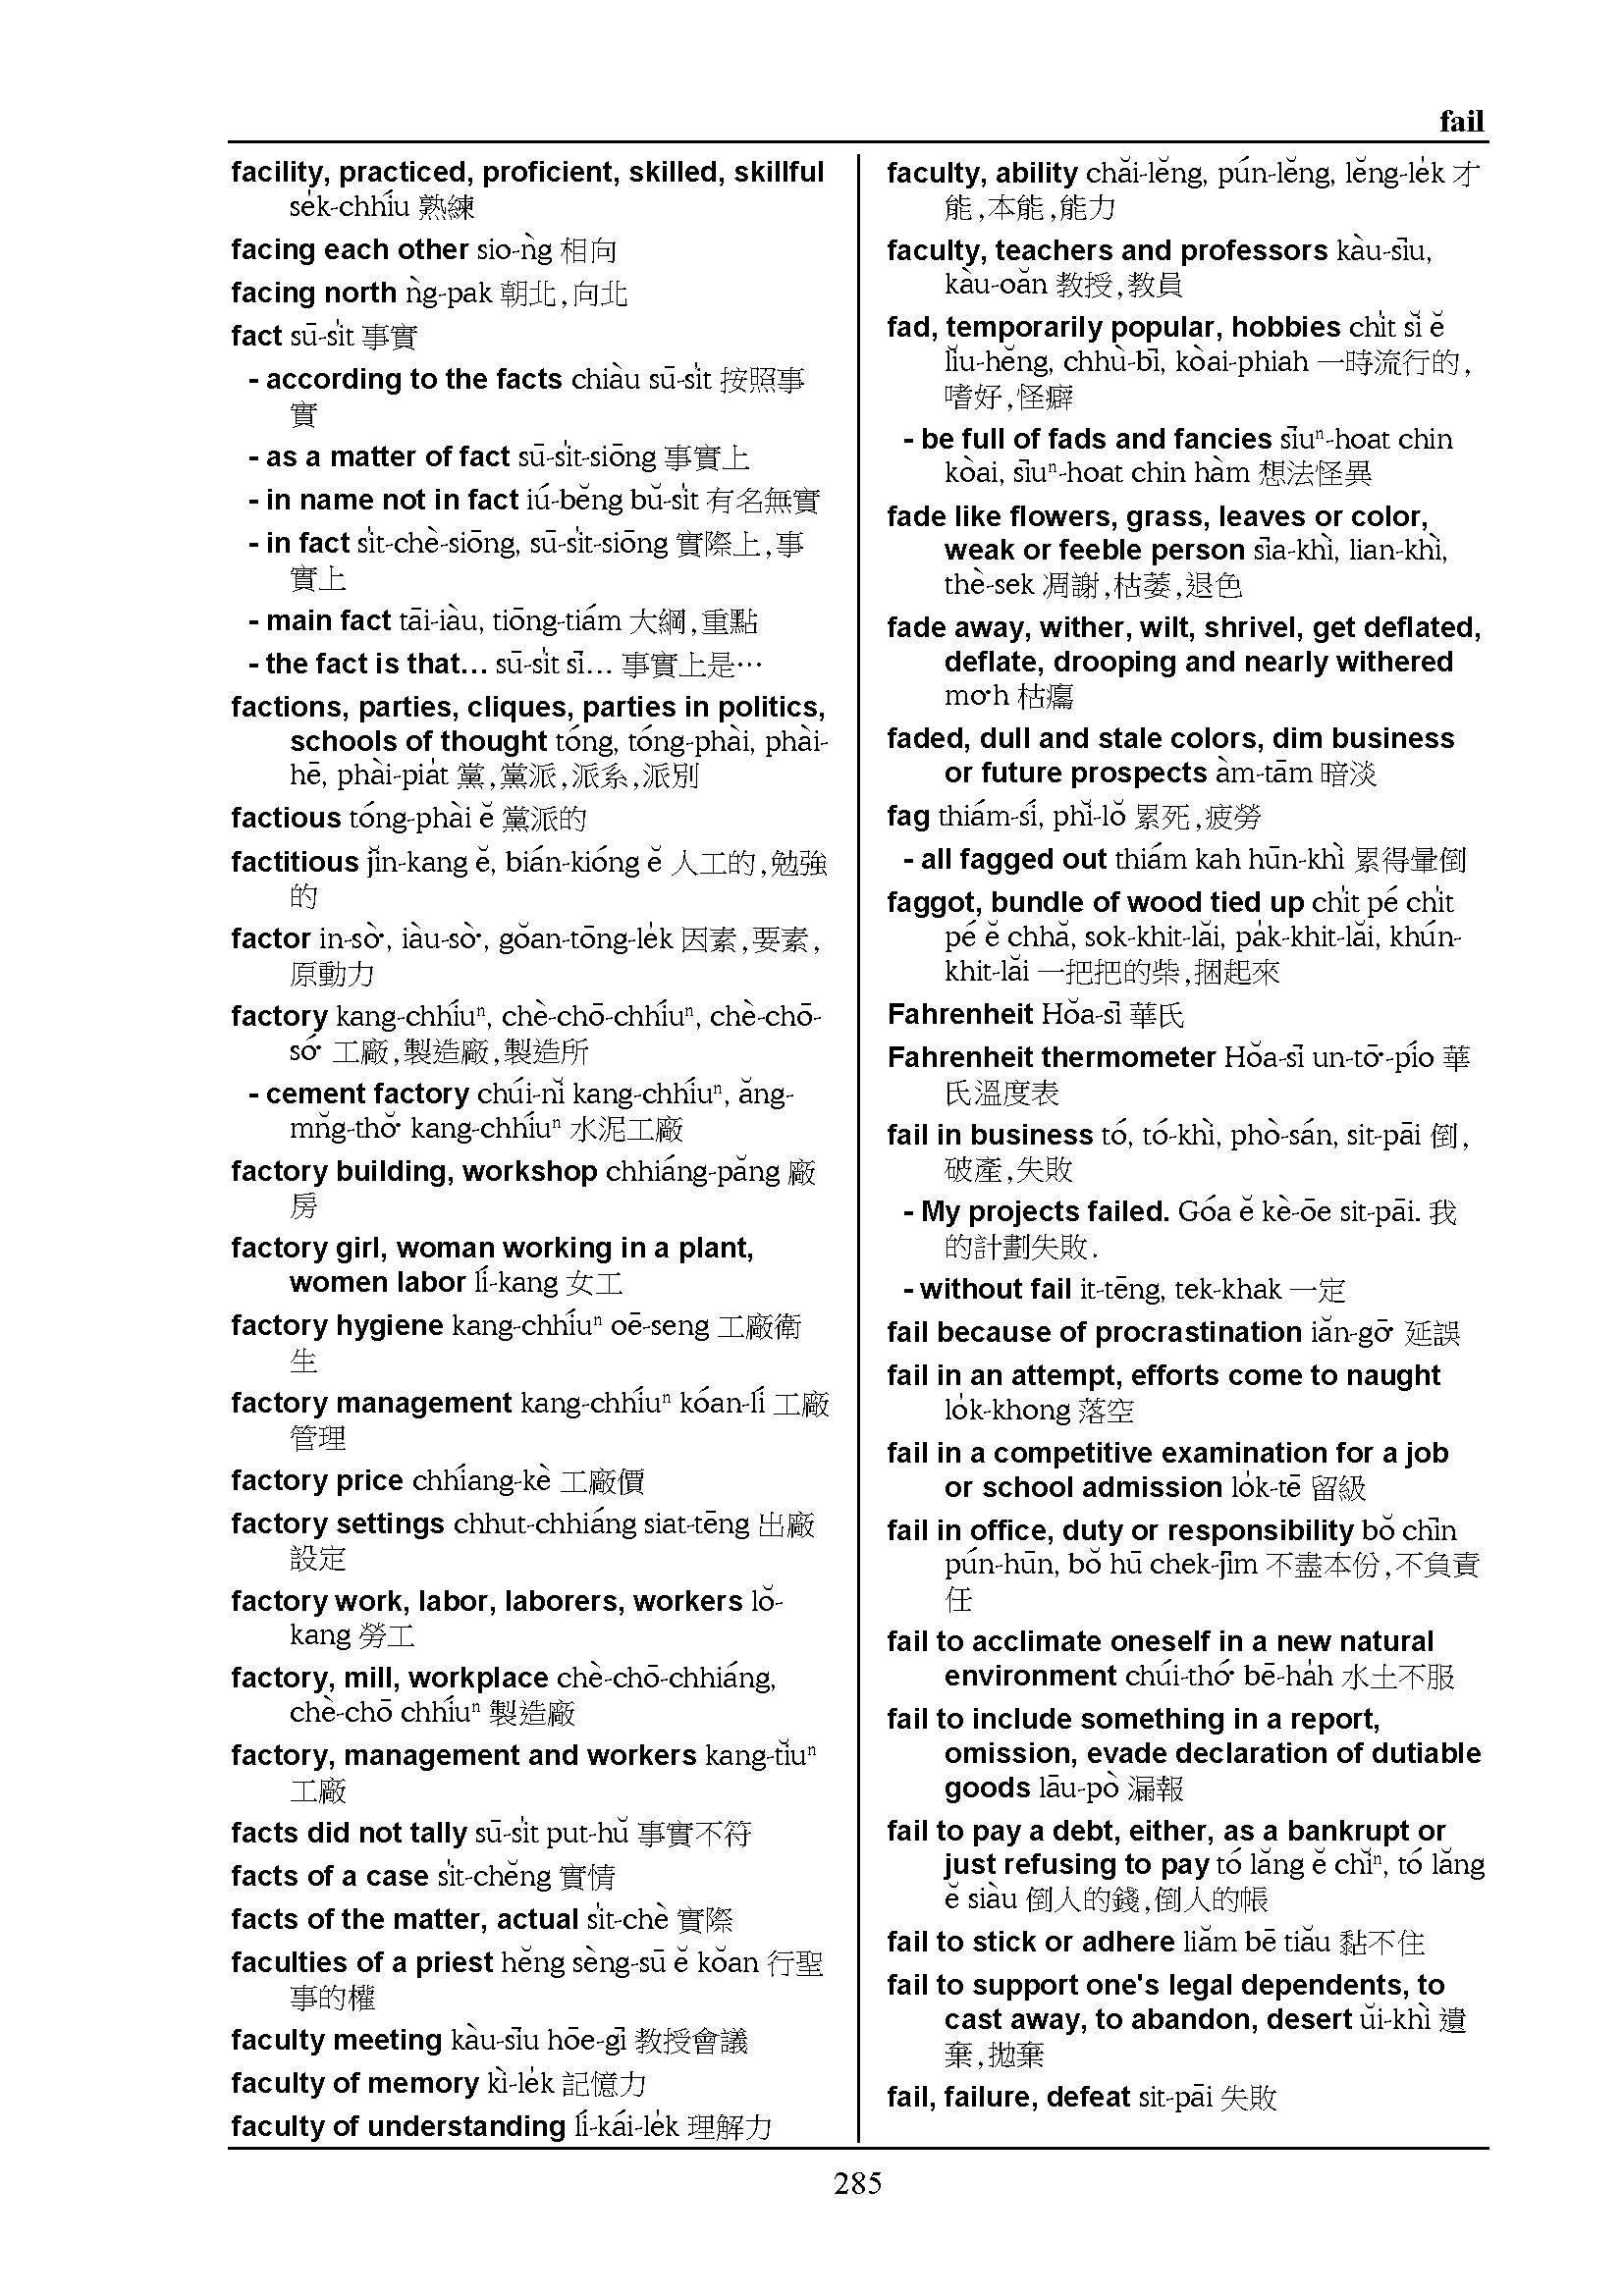 fail
facility, practiced, proficient, skilled, skillful
se̍k-chhíu 熟練
facing each other sio-ǹg 相向
facing north ǹg-pak 朝北,向北
fact sū-si̍t 事實
- according to the facts chiàu sū-si̍t 按照事
實
- as a matter of fact sū-si̍t-siōng 事實上
- in name not in fact iú-bĕng bŭ-si̍t 有名無實
- in fact si̍t-chè-siōng, sū-si̍t-siōng 實際上,事
實上
- main fact tāi-iàu, tiōng-tiám 大綱,重點
- the fact is that… sū-si̍t sī… 事實上是…
factions, parties, cliques, parties in politics,
schools of thought tóng, tóng-phài, phài-
hē, phài-pia̍t 黨,黨派,派系,派別
factious tóng-phài ĕ 黨派的
factitious jĭn-kang ĕ, bián-kióng ĕ 人工的,勉強
的
factor in-sò͘, iàu-sò͘, gŏan-tōng-le̍k 因素,要素,
原動力
factory kang-chhíuⁿ, chè-chō-chhíuⁿ, chè-chō-
só͘ 工廠,製造廠,製造所
- cement factory chúi-nĭ kang-chhíuⁿ, ăng-
mn̆g-thŏ͘ kang-chhíuⁿ 水泥工廠
factory building, workshop chhiáng-păng 廠
房
factory girl, woman working in a plant,
women labor lí-kang 女工
factory hygiene kang-chhíuⁿ oē-seng 工廠衛
生
factory management kang-chhíuⁿ kóan-lí 工廠
管理
factory price chhíang-kè 工廠價
factory settings chhut-chhiáng siat-tēng 出廠
設定
factory work, labor, laborers, workers lŏ-
kang 勞工
factory, mill, workplace chè-chō-chhiáng,
chè-chō chhíuⁿ 製造廠
factory, management and workers kang-tĭuⁿ
工廠
facts did not tally sū-si̍t put-hŭ 事實不符
facts of a case si̍t-chĕng 實情
facts of the matter, actual si̍t-chè 實際
faculties of a priest hĕng sèng-sū ĕ kŏan 行聖
事的權
faculty meeting kàu-sīu hōe-gī 教授會議
faculty of memory kì-le̍k 記憶力
faculty of understanding lí-kái-le̍k 理解力
faculty, ability chăi-lĕng, pún-lĕng, lĕng-le̍k 才
能,本能,能力
faculty, teachers and professors kàu-sīu,
kàu-oăn 教授,教員
fad, temporarily popular, hobbies chi̍t sĭ ĕ
lĭu-hĕng, chhù-bī, kòai-phiah 一時流行的,
嗜好,怪癖
- be full of fads and fancies sīuⁿ-hoat chin
kòai, sīuⁿ-hoat chin hàm 想法怪異
fade like flowers, grass, leaves or color,
weak or feeble person sīa-khì, lian-khì,
thè-sek 凋謝,枯萎,退色
fade away, wither, wilt, shrivel, get deflated,
deflate, drooping and nearly withered
mo͘h 枯癟
faded, dull and stale colors, dim business
or future prospects àm-tām 暗淡
fag thiám-sí, phĭ-lŏ 累死,疲勞
- all fagged out thiám kah hūn-khì 累得暈倒
faggot, bundle of wood tied up chi̍t pé chi̍t
pé ĕ chhă, sok-khit-lăi, pa̍k-khit-lăi, khún-
khit-lăi 一把把的柴,捆起來
Fahrenheit Hŏa-sī 華氏
Fahrenheit thermometer Hŏa-sī un-tō͘-pío 華
氏溫度表
fail in business tó, tó-khì, phò-sán, sit-pāi 倒,
破產,失敗
- My projects failed. Góa ĕ kè-ōe sit-pāi. 我
的計劃失敗.
- without fail it-tēng, tek-khak 一定
fail because of procrastination iăn-gō͘ 延誤
fail in an attempt, efforts come to naught
lo̍k-khong 落空
fail in a competitive examination for a job
or school admission lo̍k-tē 留級
fail in office, duty or responsibility bŏ chīn
pún-hūn, bŏ hū chek-jīm 不盡本份,不負責
任
fail to acclimate oneself in a new natural
environment chúi-thó͘ bē-ha̍h 水土不服
fail to include something in a report,
omission, evade declaration of dutiable
goods lāu-pò 漏報
fail to pay a debt, either, as a bankrupt or
just refusing to pay tó lăng ĕ chĭⁿ, tó lăng
ĕ siàu 倒人的錢,倒人的帳
fail to stick or adhere liăm bē tiău 黏不住
fail to support one's legal dependents, to
cast away, to abandon, desert ŭi-khì 遺
棄,拋棄
fail, failure, defeat sit-pāi 失敗
285